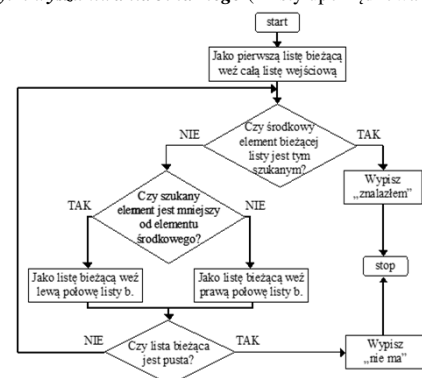 start
Jako pierwszą listę bieżącą
weź całą listę wejściową
Czy środkowy
element bieżącej
listy jest tym
szukanym?
NIE
TAK
Wypisz
„znalazłem”
stop
Czy szukany
element jest mniejszy
od elementu
środkowego?
TAK
NIE
Jako listę bieżącą weź
lewą połowę listy b.
Jako listę bieżącą weź
prawą połowę listy b.
Czy lista bieżąca
jest pusta?
NIE
TAK
Wypisz
„nie ma”